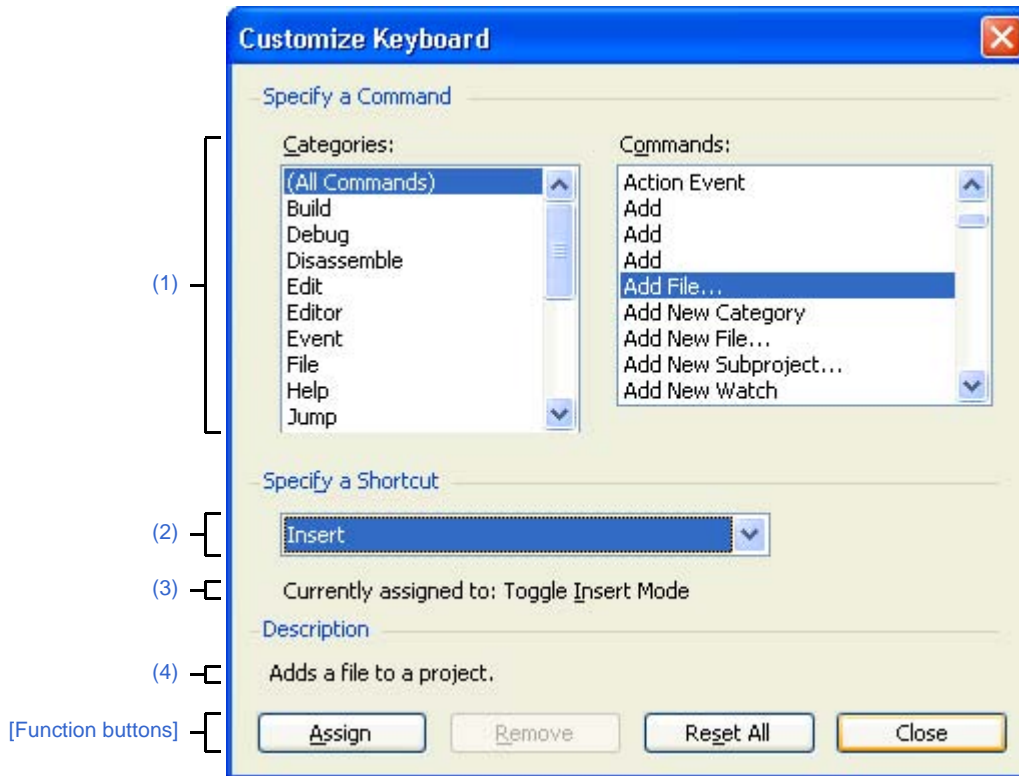 Customize Keyboard
Specify a Command
(1)
Categories:
(All Commands)
Build
Debug
Disassemble
Edit
Editor
Event
File
Help
Jump
Commands:
Action Event
Add
Add
Add
Add File...
Add New Category
Add New File...
Add New Subproject...
Add New Watch
Specify a Shortcut
(2)
Insert
(3)
Currently assigned to: Toggle Insert Mode
Description
(4)
Adds a file to a project.
[Function buttons]
Assign
Remove
Reset All
Close